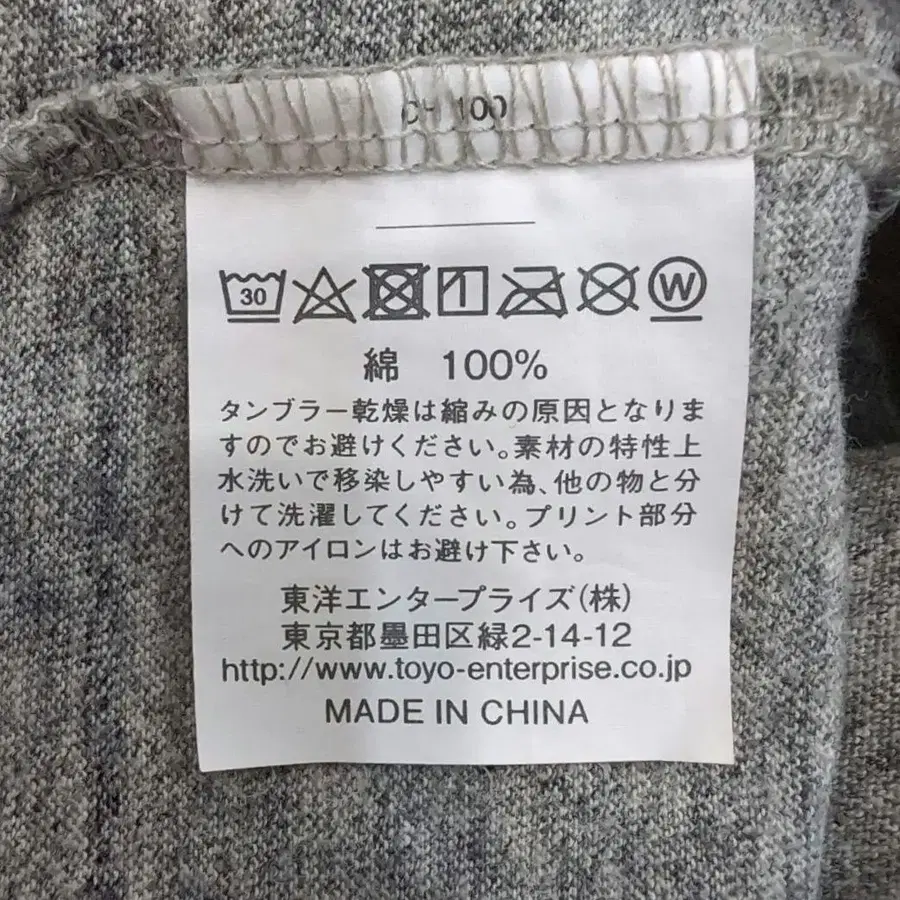 30
W
綿 100%
タンブラー乾燥は縮みの原因となりま
すのでお避けください。素材の特性上
水洗いで移染しやすい為、他の物と分
けて洗濯してください。プリント部分
へのアイロンはお避け下さい。
東洋エンタープライズ(株)
東京都墨田区緑2-14-12
http://www.toyo-enterprise.co.jp
MADE IN CHINA